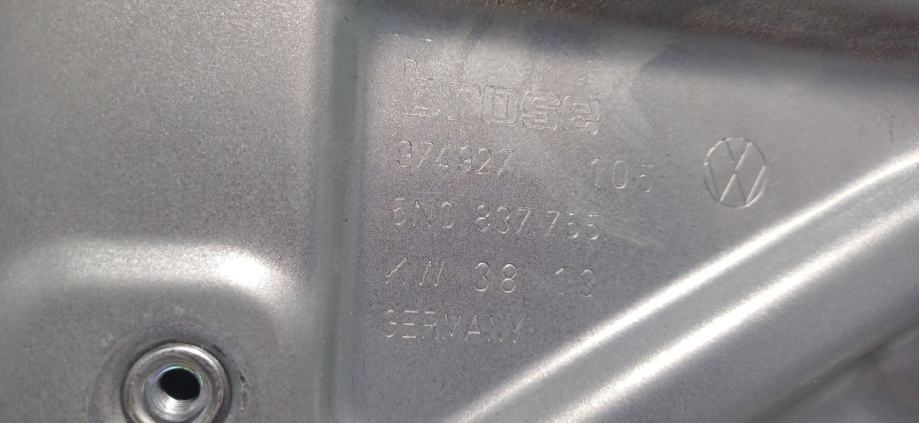 brose
974927 105
5N0 837 755
KW 38 13
GERMANY